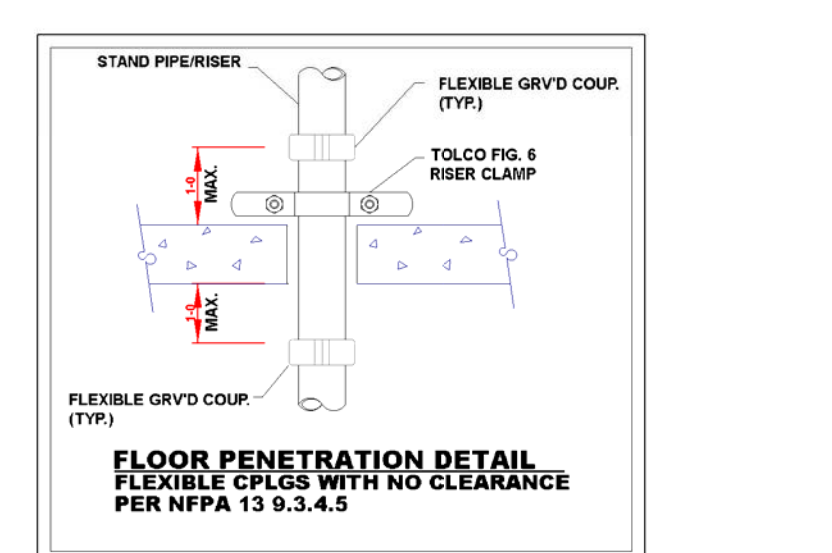 STAND PIPE/RISER
FLEXIBLE GRV'D COUP.
(TYP.)
TOLCO FIG. 6
RISER CLAMP
1-0
MAX.
1-0
MAX.
FLEXIBLE GRV'D COUP.
(TYP.)
FLOOR PENETRATION DETAIL
FLEXIBLE CPLGS WITH NO CLEARANCE
PER NFPA 13 9.3.4.5